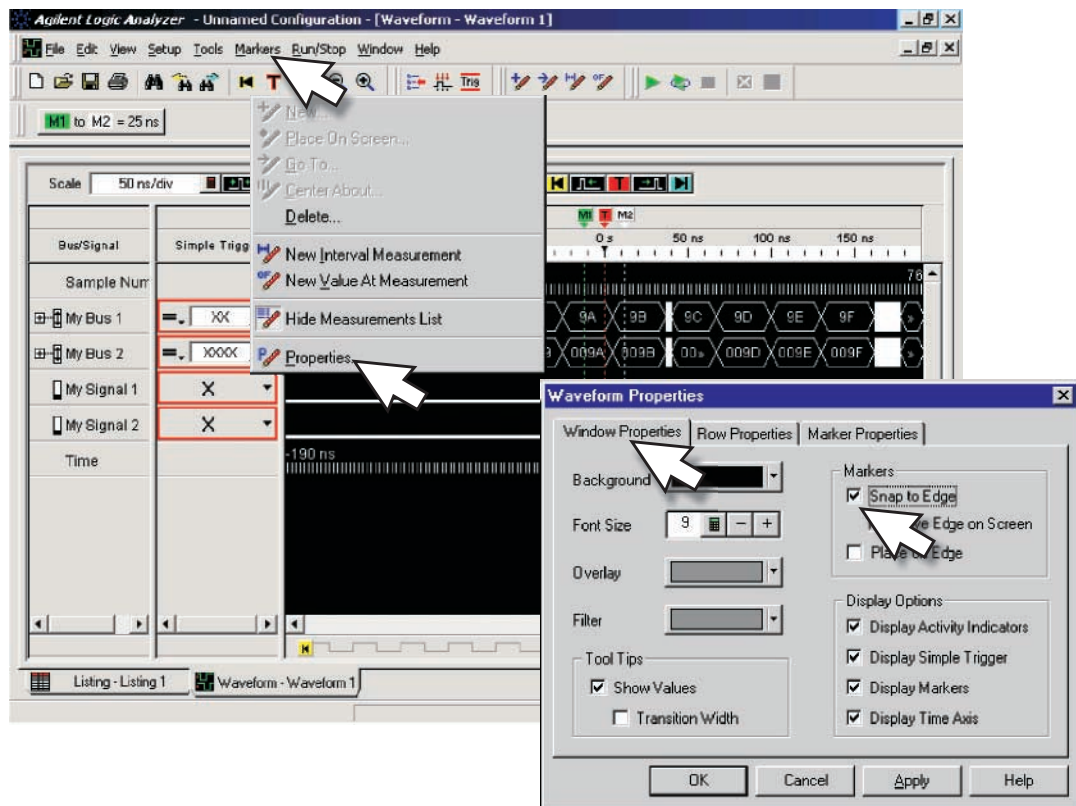 Agilent Logic Analyzer - Unnamed Configuration - [Waveform - Waveform 1]
File Edit View Setup Tools Markers Run/Stop Window Help
T Trig
M1 to M2 = 25 ns
New...
Place On Screen...
Go To...
Center About...
Delete...
New Interval Measurement
New Value At Measurement
Hide Measurements List
Properties
Scale 50 ns/div T
M1 T M2
Bus/Signal Simple Trigg 0 s 50 ns 100 ns 150 ns
Sample Num 76
My Bus 1 = XX 9A 9B 9C 9D 9E 9F
My Bus 2 = XXXX 009A 009B 00» 009D 009E 009F
My Signal 1 X
My Signal 2 X
Time -190 ns
Listing - Listing 1 Waveform - Waveform 1
Waveform Properties
Window Properties Row Properties Marker Properties
Background
Font Size 9 - +
Overlay
Filter
Tool Tips
Show Values
Transition Width
Markers
Snap to Edge
Edge on Screen
Edge
Display Options
Display Activity Indicators
Display Simple Trigger
Display Markers
Display Time Axis
OK Cancel Apply Help